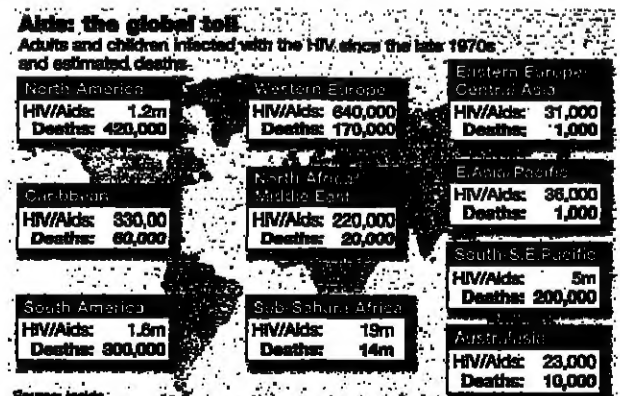 Aids: the global toll
Adults and children infected with the HIV since the late 1970s
and estimated deaths
North America
HIV/Aids: 1.2m
Deaths: 420,000
Western Europe
HIV/Aids: 640,000
Deaths: 170,000
Eastern Europe/
Central Asia
HIV/Aids: 31,000
Deaths: 1,000
Caribbean
HIV/Aids: 330,00
Deaths: 60,000
North Africa/
Middle East
HIV/Aids: 220,000
Deaths: 20,000
E.Asia/Pacific
HIV/Aids: 36,000
Deaths: 1,000
South America
HIV/Aids: 1.6m
Deaths: 300,000
Sub-Sahara Africa
HIV/Aids: 19m
Deaths: 14m
South-S.E.Pacific
HIV/Aids: 5m
Deaths: 200,000
Australasia
HIV/Aids: 23,000
Deaths: 10,000